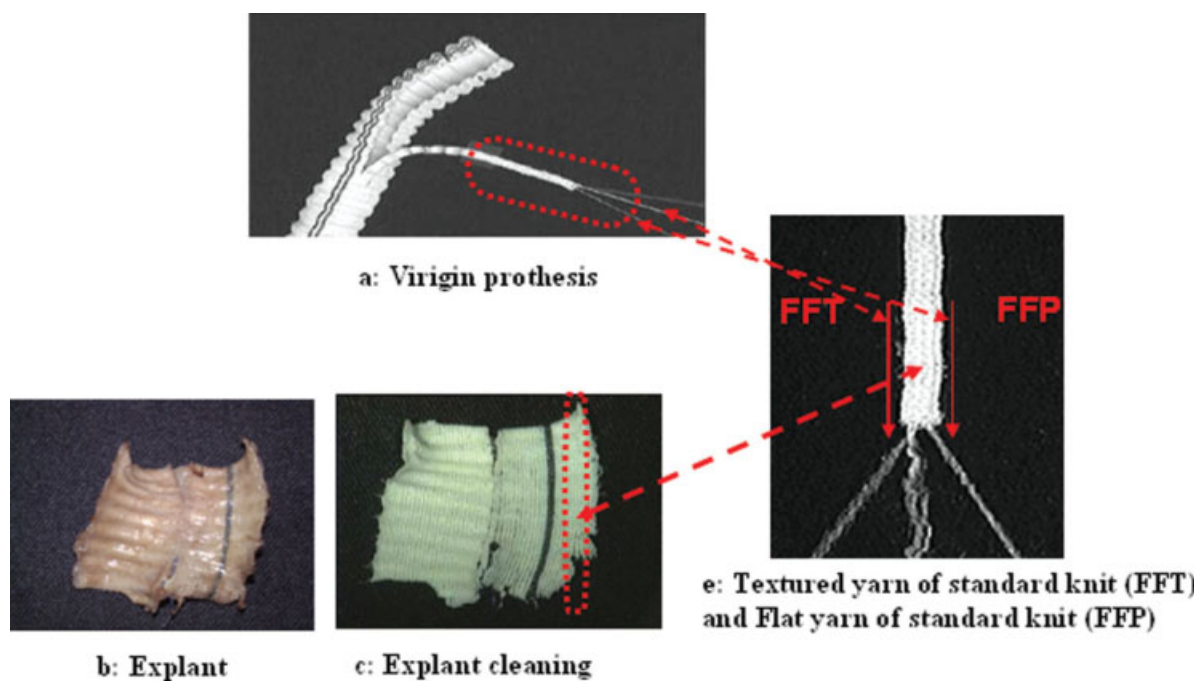 a: Virigin prothesis
FFT
FFP
b: Explant
c: Explant cleaning
e: Textured yarn of standard knit (FFT)
and Flat yarn of standard knit (FFP)